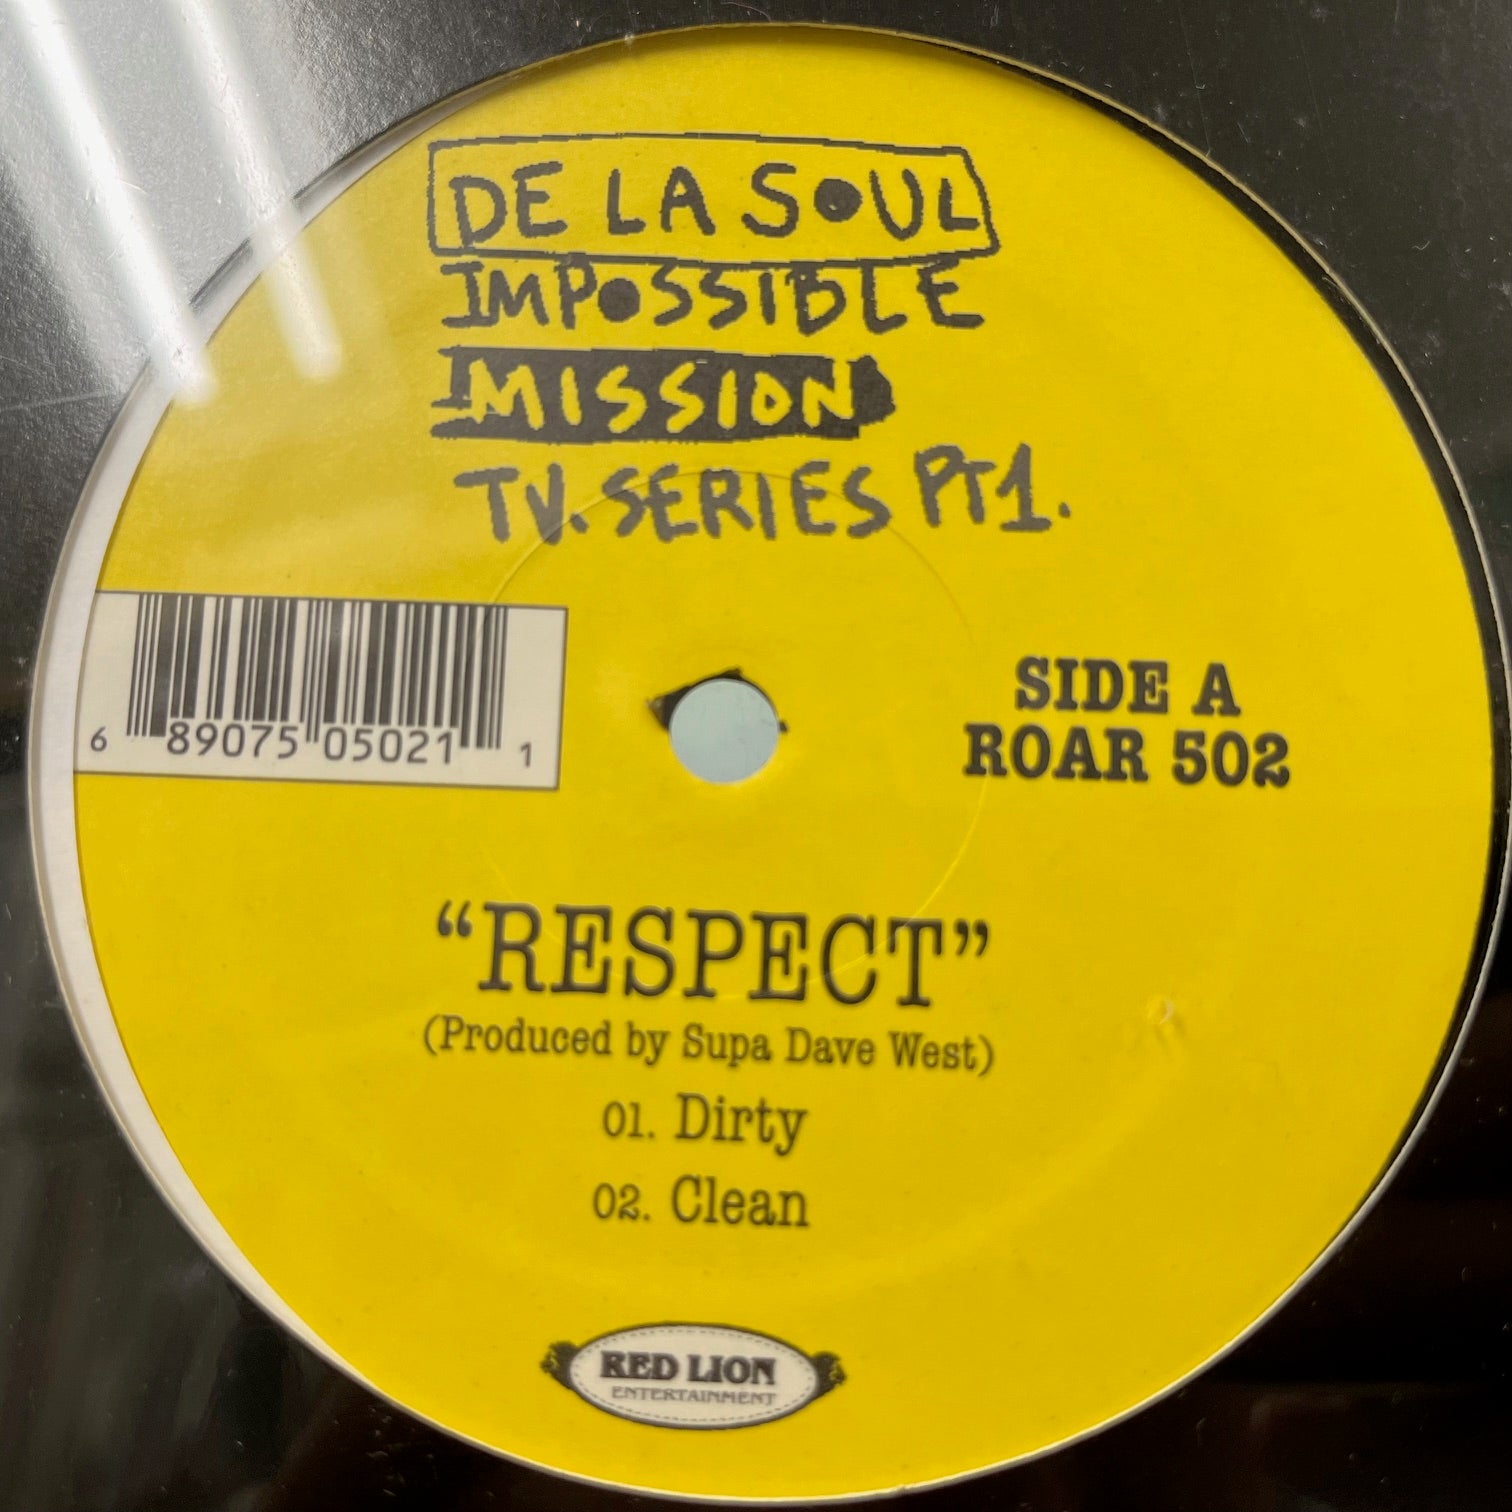 DE LA SOUL
IMPOSSIBLE
MISSION
TV. SERIES PT1.
6 89075 05021 1
SIDE A
ROAR 502
“RESPECT”
(Produced by Supa Dave West)
01. Dirty
02. Clean
RED LION
ENTERTAINMENT